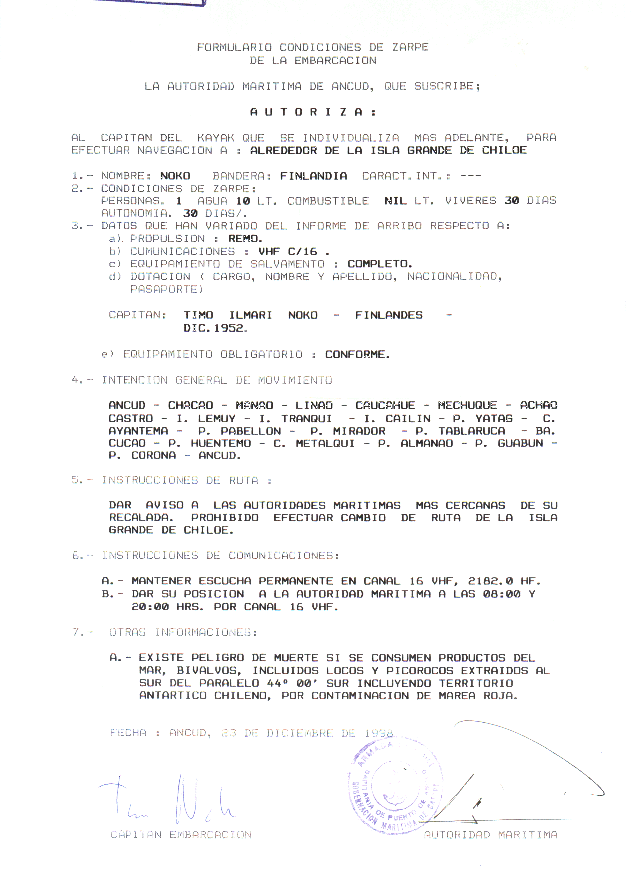 FORMULARIO CONDICIONES DE ZARPE
DE LA EMBARCACION
LA AUTORIDAD MARITIMA DE ANCUD, QUE SUSCRIBE;
A U T O R I Z A :
AL CAPITAN DEL KAYAK QUE SE INDIVIDUALIZA MAS ADELANTE, PARA
EFECTUAR NAVEGACION A : ALREDEDOR DE LA ISLA GRANDE DE CHILOE
1.- NOMBRE: NOKO BANDERA: FINLANDIA CARACT.INT.: ---
2.- CONDICIONES DE ZARPE:
PERSONAS. 1 AGUA 10 LT. COMBUSTIBLE NIL LT. VIVERES 30 DIAS
AUTONOMIA. 30 DIAS/.
3.- DATOS QUE HAN VARIADO DEL INFORME DE ARRIBO RESPECTO A:
a). PROPULSION : REMO.
b) CUMUNICACIONES : VHF C/16 .
c) EQUIPAMIENTO DE SALVAMENTO : COMPLETO.
d) DOTACION ( CARGO, NOMBRE Y APELLIDO, NACIONALIDAD,
PASAPORTE)
CAPITAN: TIMO ILMARI NOKO - FINLANDES -
DIC.1952.
e) EQUIPAMIENTO OBLIGATORIO : CONFORME.
4.- INTENCION GENERAL DE MOVIMIENTO
ANCUD - CHACAO - MANAO - LINAO - CAUCAHUE - MECHUQUE - ACHAO
CASTRO - I. LEMUY - I. TRANQUI - I. CAILIN - P. YATAS - C.
AYANTEMA - P. PABELLON - P. MIRADOR - P. TABLARUCA - BA.
CUCAO - P. HUENTEMO - C. METALQUI - P. ALMANAO - P. GUABUN -
P. CORONA - ANCUD.
5.- INSTRUCCIONES DE RUTA :
DAR AVISO A LAS AUTORIDADES MARITIMAS MAS CERCANAS DE SU
RECALADA. PROHIBIDO EFECTUAR CAMBIO DE RUTA DE LA ISLA
GRANDE DE CHILOE.
6.- INSTRUCCIONES DE COMUNICACIONES:
A.- MANTENER ESCUCHA PERMANENTE EN CANAL 16 VHF, 2182.0 HF.
B.- DAR SU POSICION A LA AUTORIDAD MARITIMA A LAS 08:00 Y
20:00 HRS. POR CANAL 16 VHF.
7.- OTRAS INFORMACIONES:
A.- EXISTE PELIGRO DE MUERTE SI SE CONSUMEN PRODUCTOS DEL
MAR, BIVALVOS, INCLUIDOS LOCOS Y PICOROCOS EXTRAIDOS AL
SUR DEL PARALELO 44° 00' SUR INCLUYENDO TERRITORIO
ANTARTICO CHILENO, POR CONTAMINACION DE MAREA ROJA.
FECHA : ANCUD, 23 DE DICIEMBRE DE 1998
ARMADA
CAPITAN EMBARCACION
AUTORIDAD MARITIMA